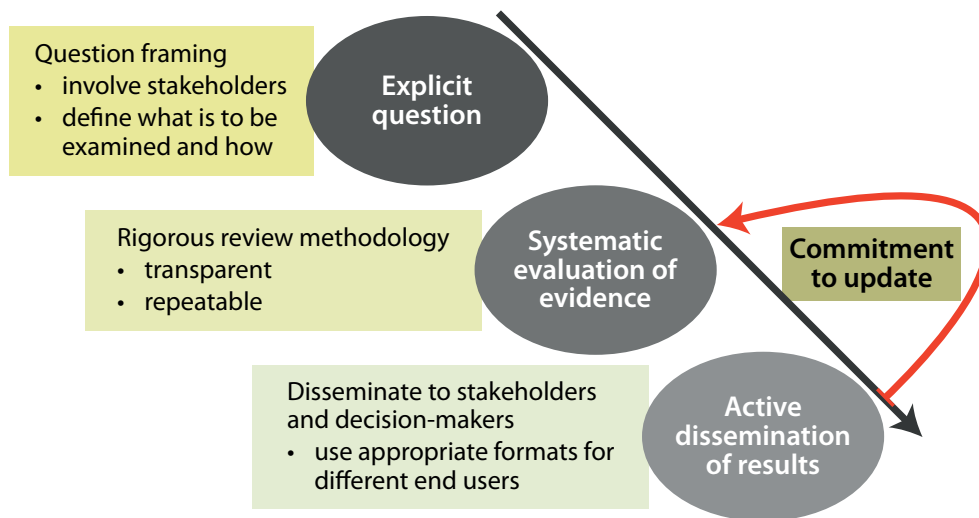 Question framing
• involve stakeholders
• define what is to be
examined and how
Explicit
question
Rigorous review methodology
• transparent
• repeatable
Systematic
evaluation of
evidence
Commitment
to update
Disseminate to stakeholders
and decision-makers
• use appropriate formats for
different end users
Active
dissemination
of results